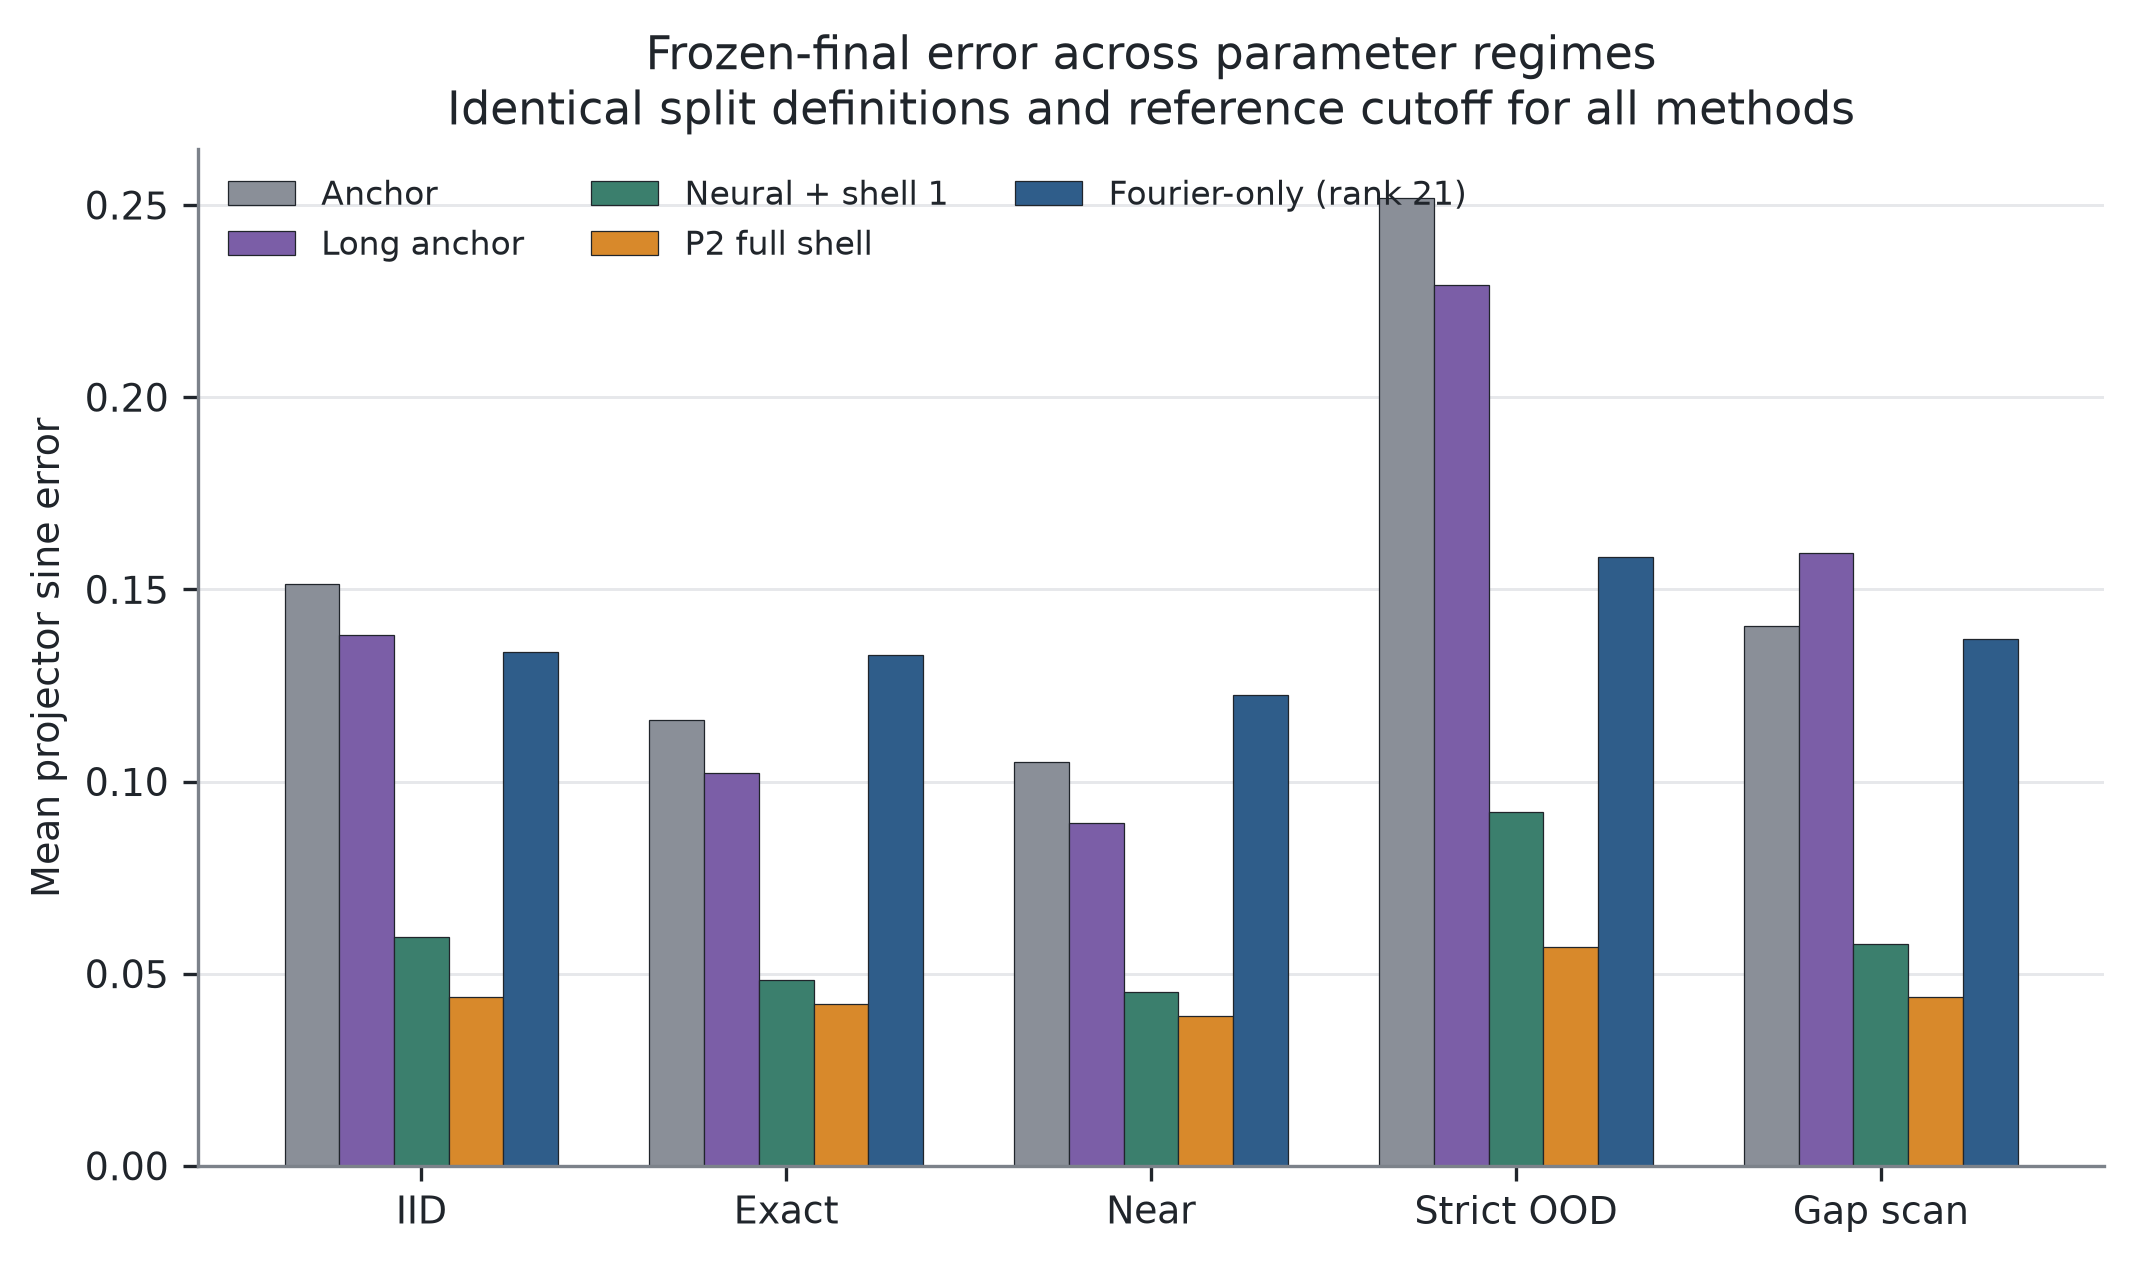 Frozen-final error across parameter regimes
Identical split definitions and reference cutoff for all methods
Anchor
Long anchor
Neural + shell 1
P2 full shell
Fourier-only (rank 21)
Mean projector sine error
0.25
0.20
0.15
0.10
0.05
0.00
IID
Exact
Near
Strict OOD
Gap scan